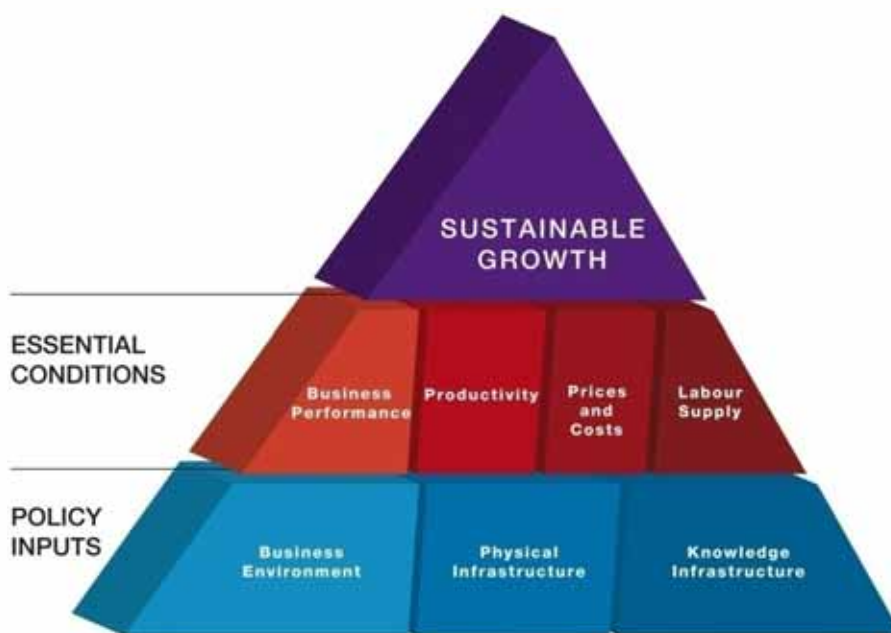 SUSTAINABLE
GROWTH
ESSENTIAL
CONDITIONS
Business
Performance
Productivity
Prices
and
Costs
Labour
Supply
POLICY
INPUTS
Business
Environment
Physical
Infrastructure
Knowledge
Infrastructure